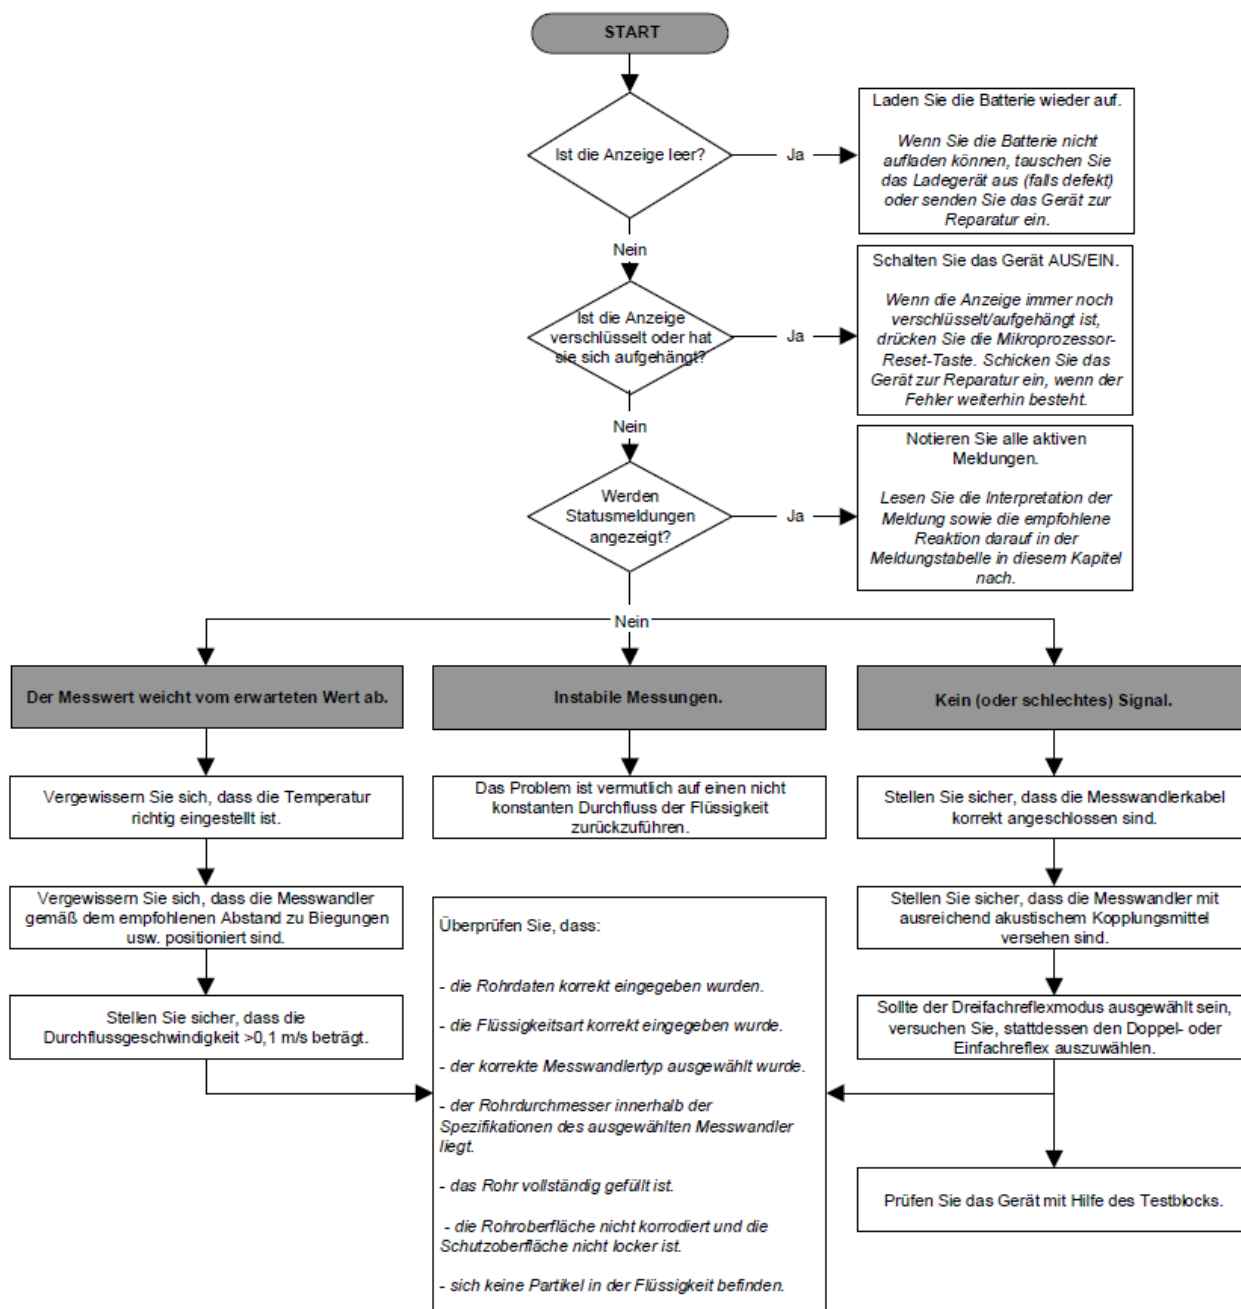 START
Ist die Anzeige leer?
Ja
Laden Sie die Batterie wieder auf.
Wenn Sie die Batterie nicht
aufladen können, tauschen Sie
das Ladegerät aus (falls defekt)
oder senden Sie das Gerät zur
Reparatur ein.
Nein
Ist die Anzeige
verschlüsselt oder hat
sie sich aufgehängt?
Ja
Schalten Sie das Gerät AUS/EIN.
Wenn die Anzeige immer noch
verschlüsselt/aufgehängt ist,
drücken Sie die Mikroprozessor-
Reset-Taste. Schicken Sie das
Gerät zur Reparatur ein, wenn der
Fehler weiterhin besteht.
Nein
Werden
Statusmeldungen
angezeigt?
Ja
Notieren Sie alle aktiven
Meldungen.
Lesen Sie die Interpretation der
Meldung sowie die empfohlene
Reaktion darauf in der
Meldungstabelle in diesem Kapitel
nach.
Nein
Der Messwert weicht vom erwarteten Wert ab.
Vergewissern Sie sich, dass die Temperatur
richtig eingestellt ist.
Vergewissern Sie sich, dass die Messwandler
gemäß dem empfohlenen Abstand zu Biegungen
usw. positioniert sind.
Stellen Sie sicher, dass die
Durchflussgeschwindigkeit >0,1 m/s beträgt.
Instabile Messungen.
Das Problem ist vermutlich auf einen nicht
konstanten Durchfluss der Flüssigkeit
zurückzuführen.
Überprüfen Sie, dass:
- die Rohrdaten korrekt eingegeben wurden.
- die Flüssigkeitsart korrekt eingegeben wurde.
- der korrekte Messwandlertyp ausgewählt wurde.
- der Rohrdurchmesser innerhalb der
Spezifikationen des ausgewählten Messwandler
liegt.
- das Rohr vollständig gefüllt ist.
- die Rohroberfläche nicht korrodiert und die
Schutzoberfläche nicht locker ist.
- sich keine Partikel in der Flüssigkeit befinden.
Kein (oder schlechtes) Signal.
Stellen Sie sicher, dass die Messwandlerkabel
korrekt angeschlossen sind.
Stellen Sie sicher, dass die Messwandler mit
ausreichend akustischem Kopplungsmittel
versehen sind.
Sollte der Dreifachreflexmodus ausgewählt sein,
versuchen Sie, stattdessen den Doppel- oder
Einfachreflex auszuwählen.
Prüfen Sie das Gerät mit Hilfe des Testblocks.